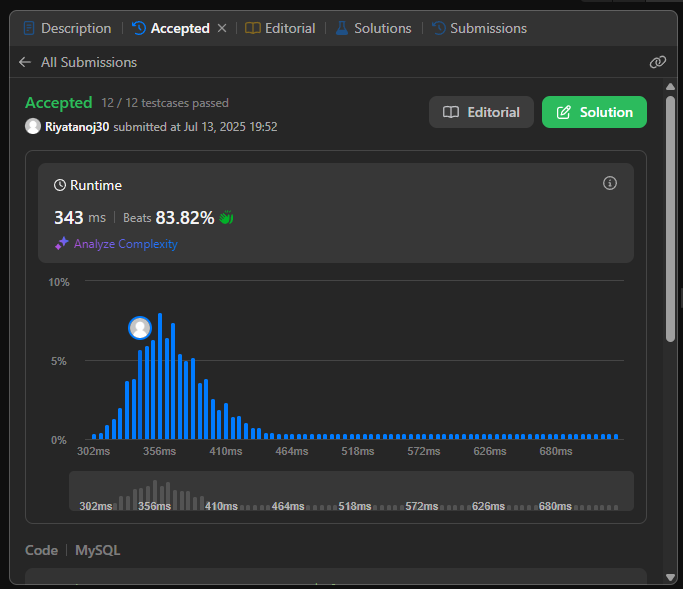 Description Accepted Editorial Solutions Submissions
All Submissions
Accepted 12 / 12 testcases passed
Riyatanoj30 submitted at Jul 13, 2025 19:52
Editorial
Solution
Runtime
343 ms Beats 83.82%
Analyze Complexity
10%
5%
0%
302ms 356ms 410ms 464ms 518ms 572ms 626ms 680ms
302ms 356ms 410ms 464ms 518ms 572ms 626ms 680ms
Code MySQL